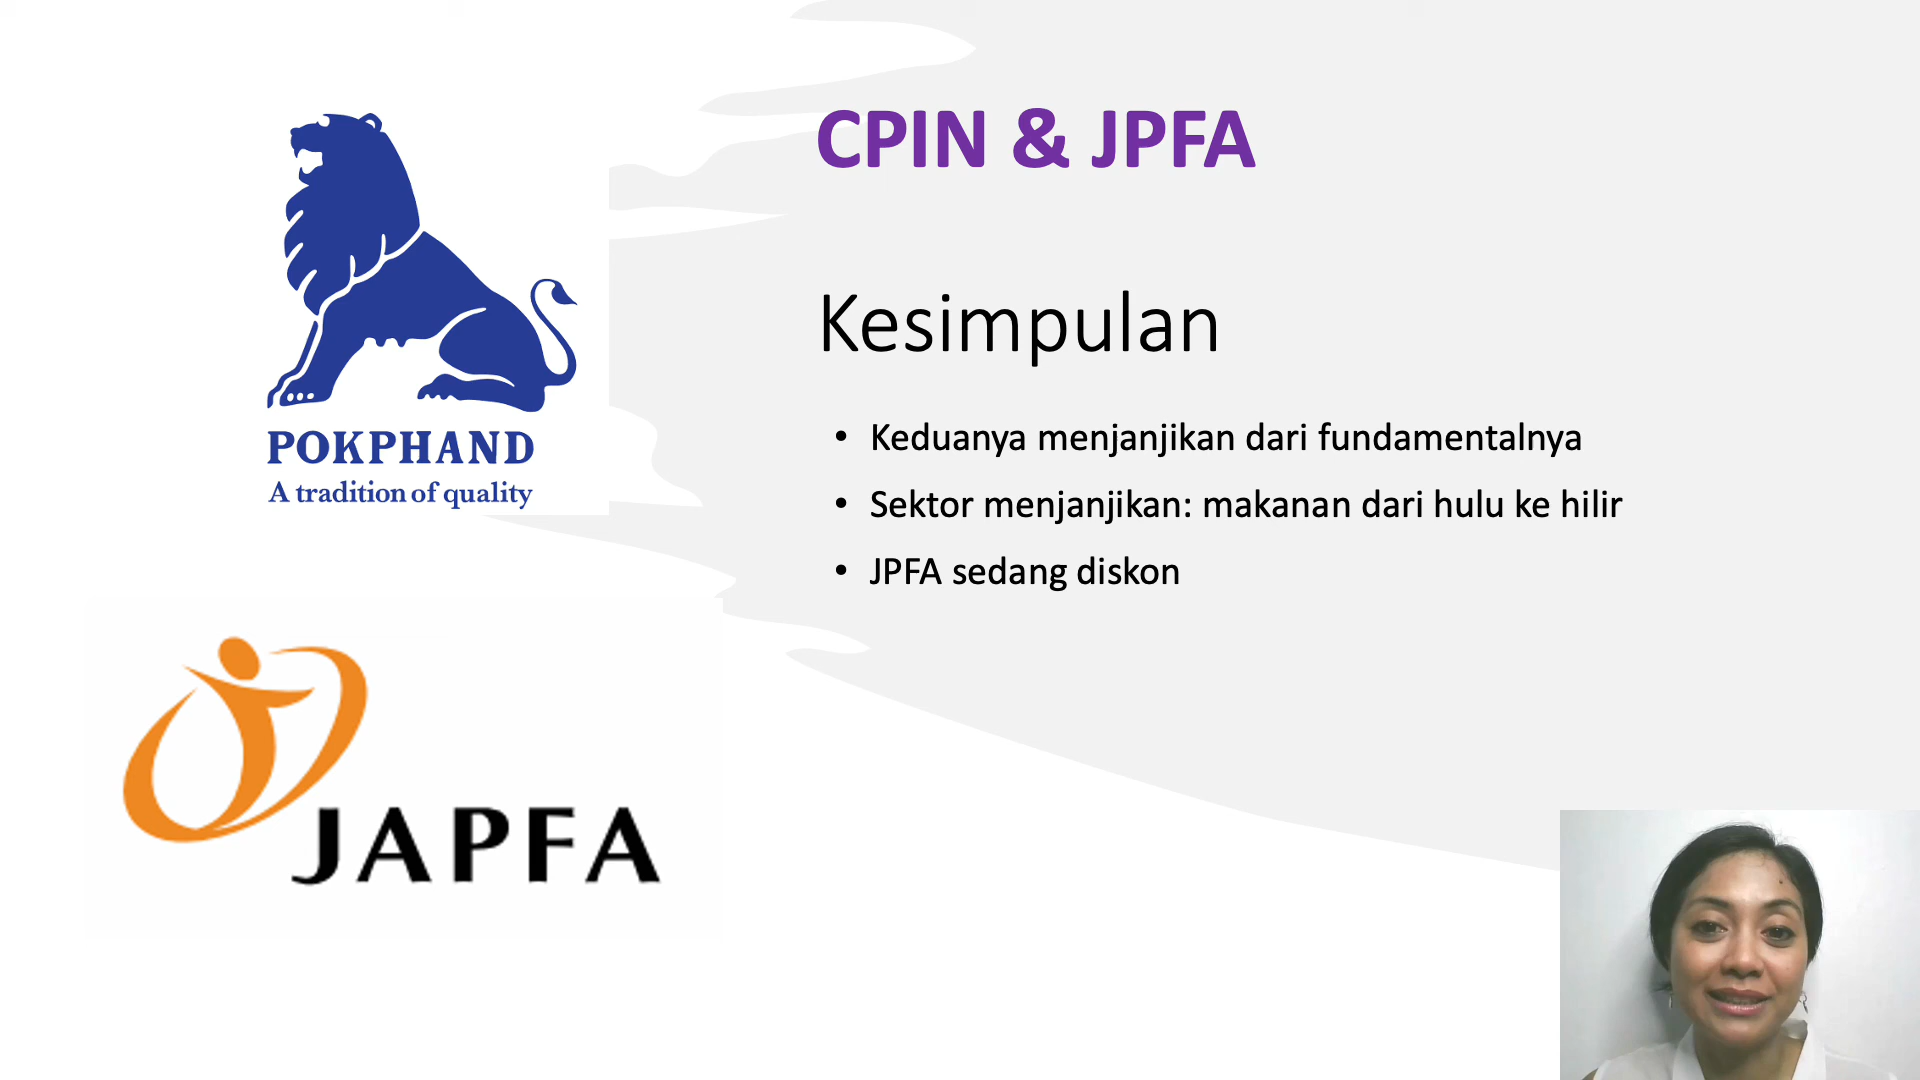 POKPHAND
A tradition of quality
JAPFA
CPIN & JPFA
Kesimpulan
• Keduanya menjanjikan dari fundamentalnya
• Sektor menjanjikan: makanan dari hulu ke hilir
• JPFA sedang diskon